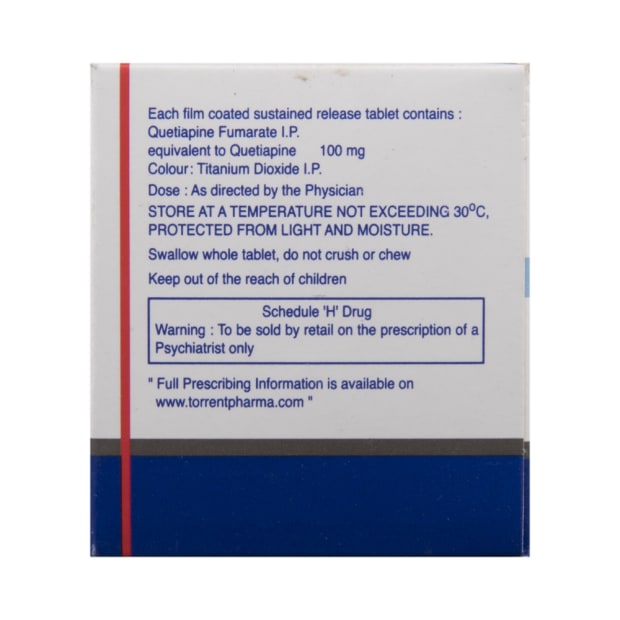 Each film coated sustained release tablet contains :
Quetiapine Fumarate I.P.
equivalent to Quetiapine 100 mg
Colour: Titanium Dioxide I.P.
Dose : As directed by the Physician
STORE AT A TEMPERATURE NOT EXCEEDING 30⁰C,
PROTECTED FROM LIGHT AND MOISTURE.
Swallow whole tablet, do not crush or chew
Keep out of the reach of children
Schedule 'H' Drug
Warning : To be sold by retail on the prescription of a
Psychiatrist only
" Full Prescribing Information is available on
www.torrentpharma.com "